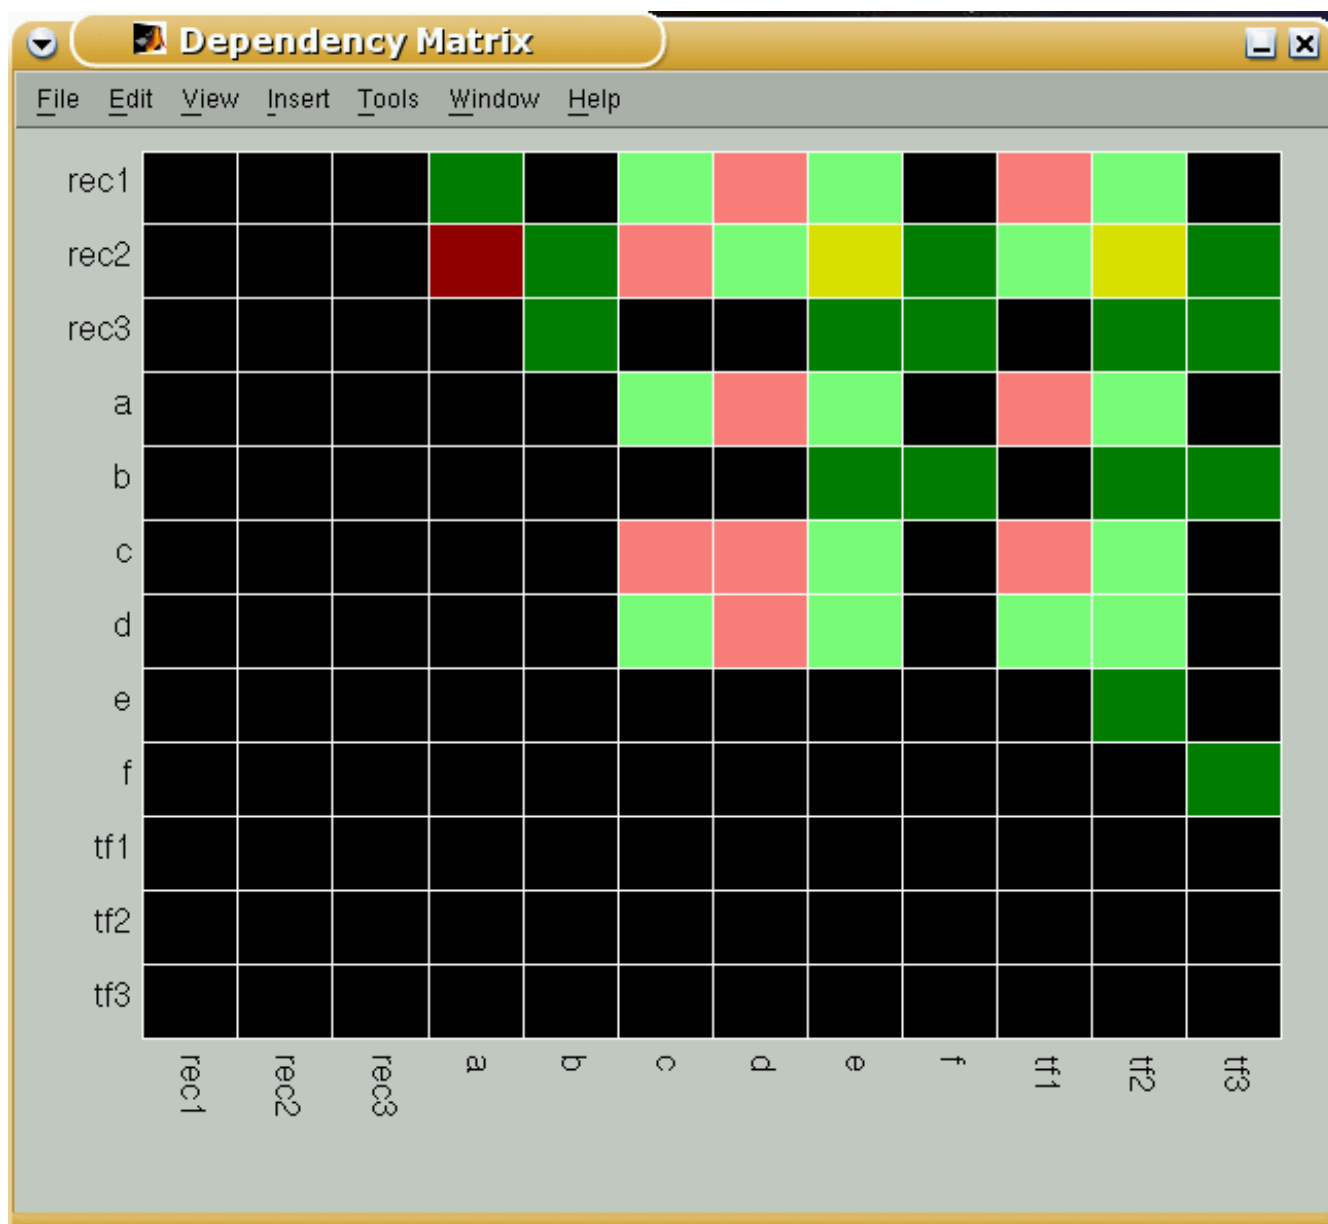 Dependency Matrix
File Edit View Insert Tools Window Help
rec1
rec2
rec3
a
b
c
d
e
f
tf1
tf2
tf3
rec1 rec2 rec3 a b c d e f tf1 tf2 tf3